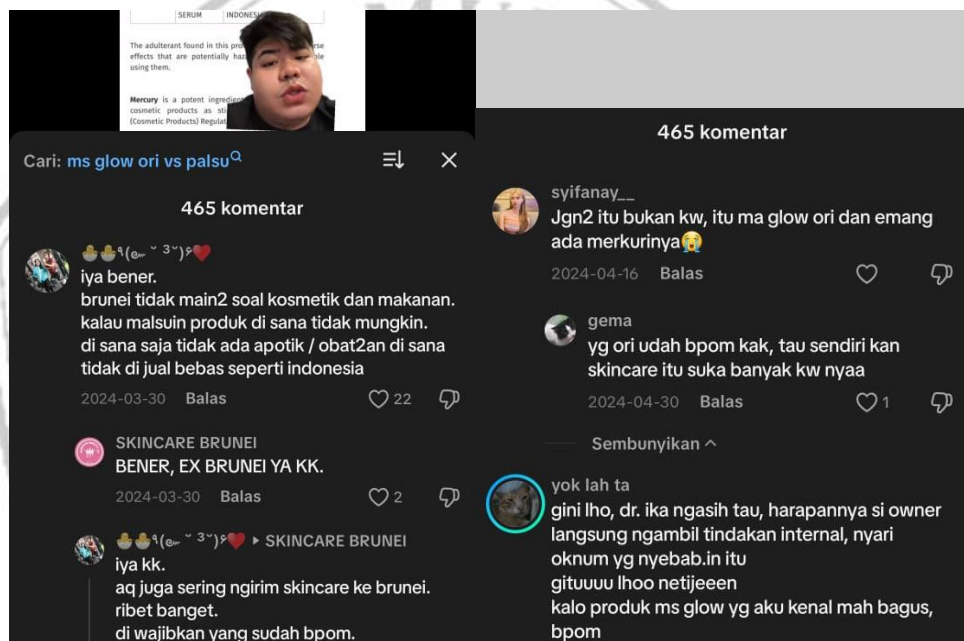 SERUM INDONESI
The adulterant found in this pro rse
effects that are potentially haz le
using them.
Mercury is a potent ingredien
cosmetic products as sti
(Cosmetic Products) Regulat
Cari: ms glow ori vs palsu
465 komentar
iya bener.
brunei tidak main2 soal kosmetik dan makanan.
kalau malsuin produk di sana tidak mungkin.
di sana saja tidak ada apotik / obat2an di sana
tidak di jual bebas seperti indonesia
2024-03-30 Balas 22
SKINCARE BRUNEI
BENER, EX BRUNEI YA KK.
2024-03-30 Balas 2
▸ SKINCARE BRUNEI
iya kk.
aq juga sering ngirim skincare ke brunei.
ribet banget.
di wajibkan yang sudah bpom.
465 komentar
syifanay__
Jgn2 itu bukan kw, itu ma glow ori dan emang
ada merkurinya😭
2024-04-16 Balas
gema
yg ori udah bpom kak, tau sendiri kan
skincare itu suka banyak kw nyaa
2024-04-30 Balas 1
Sembunyikan ^
yok lah ta
gini lho, dr. ika ngasih tau, harapannya si owner
langsung ngambil tindakan internal, nyari
oknum yg nyebab.in itu
gituuuu lhoo netijeeen
kalo produk ms glow yg aku kenal mah bagus,
bpom